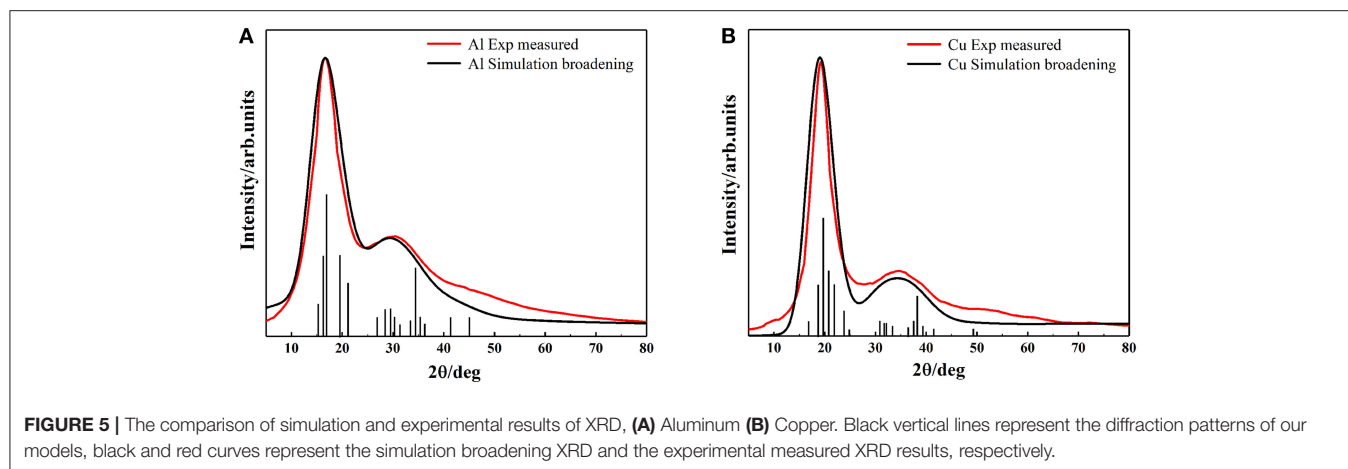 A
Al Exp measured
Al Simulation broadening
Intensity/arb.units
10 20 30 40 50 60 70 80
2θ/deg
B
Cu Exp measured
Cu Simulation broadening
Intensity/arb.units
10 20 30 40 50 60 70 80
2θ/deg
FIGURE 5 | The comparison of simulation and experimental results of XRD, (A) Aluminum (B) Copper. Black vertical lines represent the diffraction patterns of our
models, black and red curves represent the simulation broadening XRD and the experimental measured XRD results, respectively.